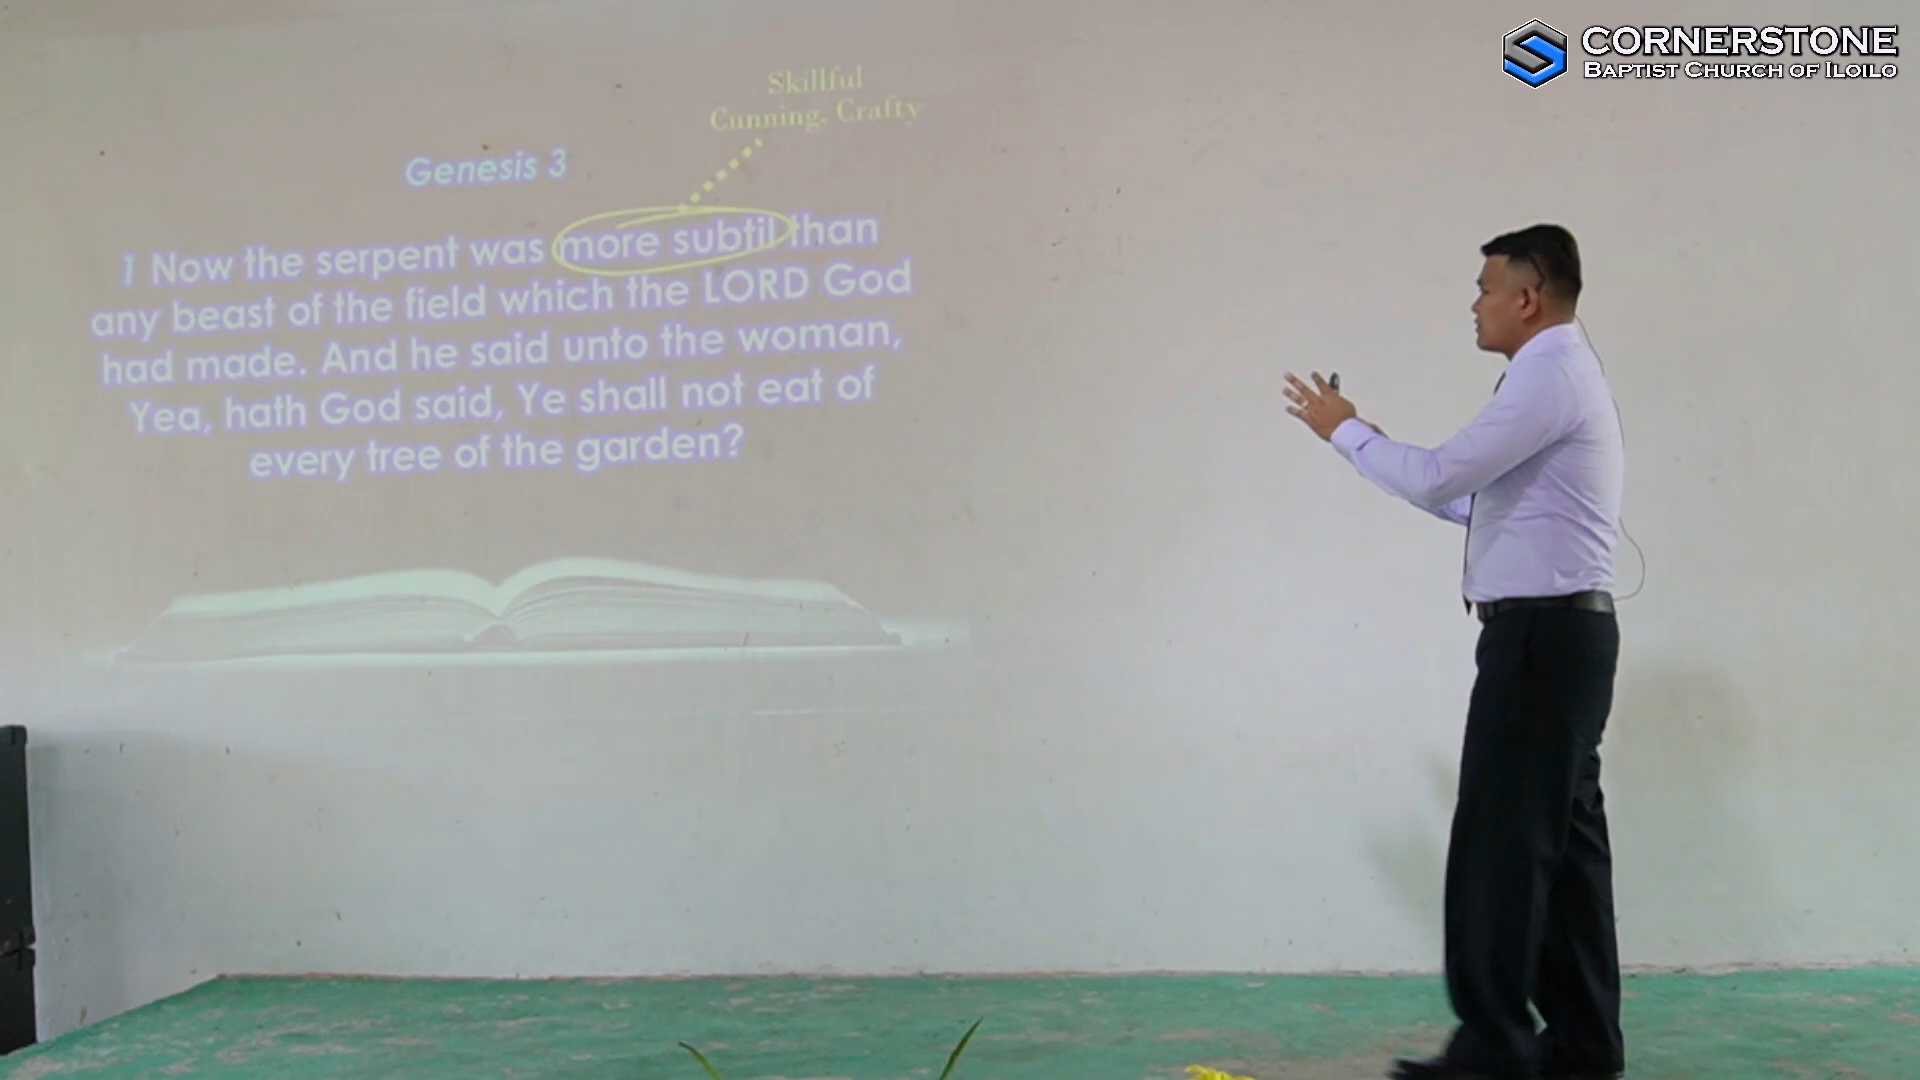 CORNERSTONE
BAPTIST CHURCH OF ILOILO
Skillful
Cunning, Crafty
Genesis 3
1 Now the serpent was more subtil than
any beast of the field which the LORD God
had made. And he said unto the woman,
Yea, hath God said, Ye shall not eat of
every tree of the garden?